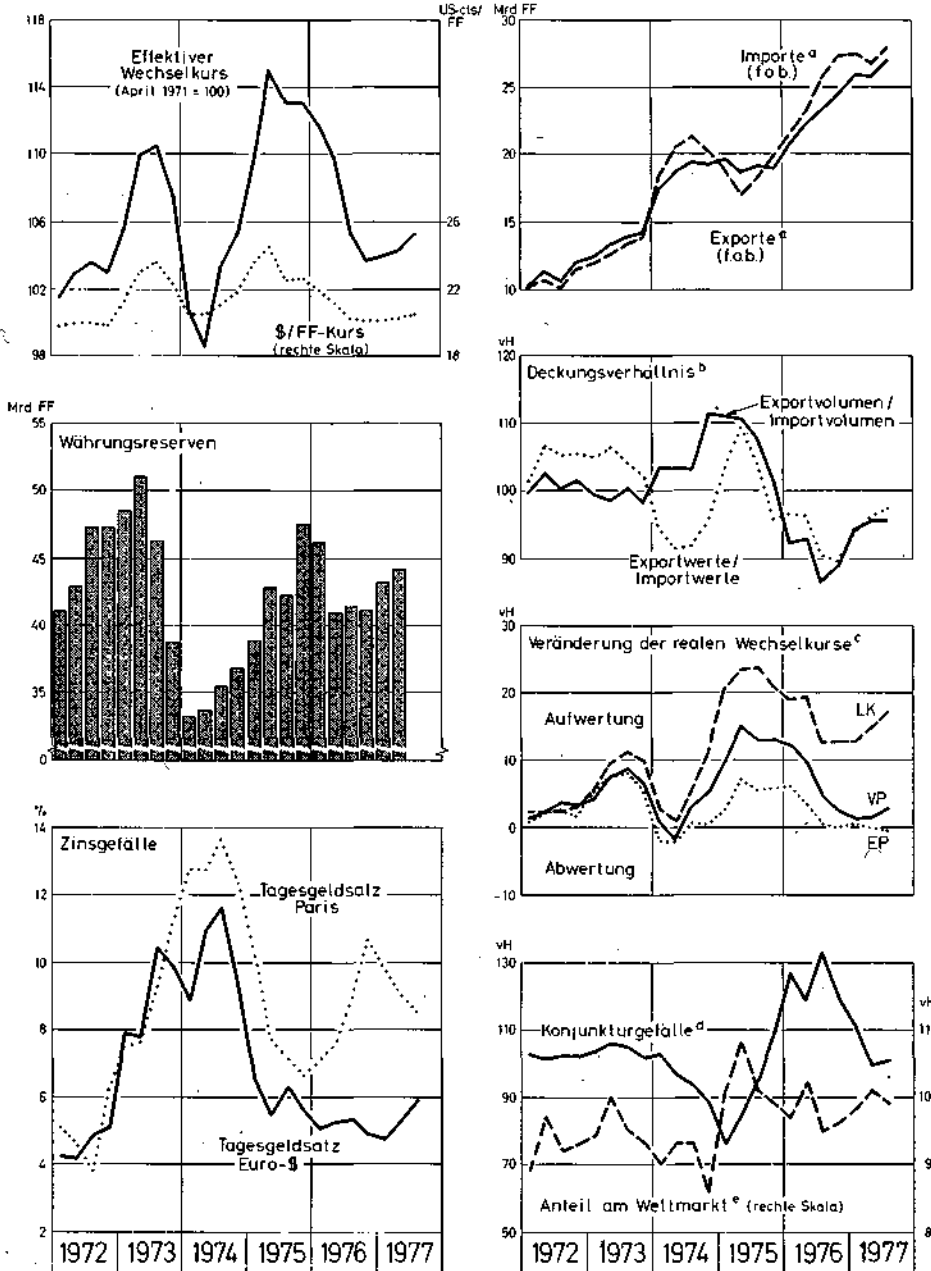 118
114
110
106
102
98
US-cts/
FF
26
22
18
Effektiver
Wechselkurs
(April 1971 = 100)
$/FF-Kurs
(rechte Skala)
Mrd FF
55
50
45
40
35
0
Währungsreserven
%
14
12
10
8
6
4
2
Zinsgefälle
Tagesgeldsatz
Paris
Tagesgeldsatz
Euro-$
1972 1973 1974 1975 1976 1977
Mrd FF
30
25
20
15
10
Importe a
(f.o.b.)
Exporte a
(f.o.b.)
vH
120
110
100
90
Deckungsverhältnis b
Exportvolumen/
Importvolumen
Exportwerte/
Importwerte
vH
30
20
10
0
-10
Veränderung der realen Wechselkurse c
Aufwertung
LK
VP
EP
Abwertung
vH
130
110
90
70
50
vH
11
10
9
8
Konjunkturgefälle d
Anteil am Weltmarkt e (rechte Skala)
1972 1973 1974 1975 1976 1977